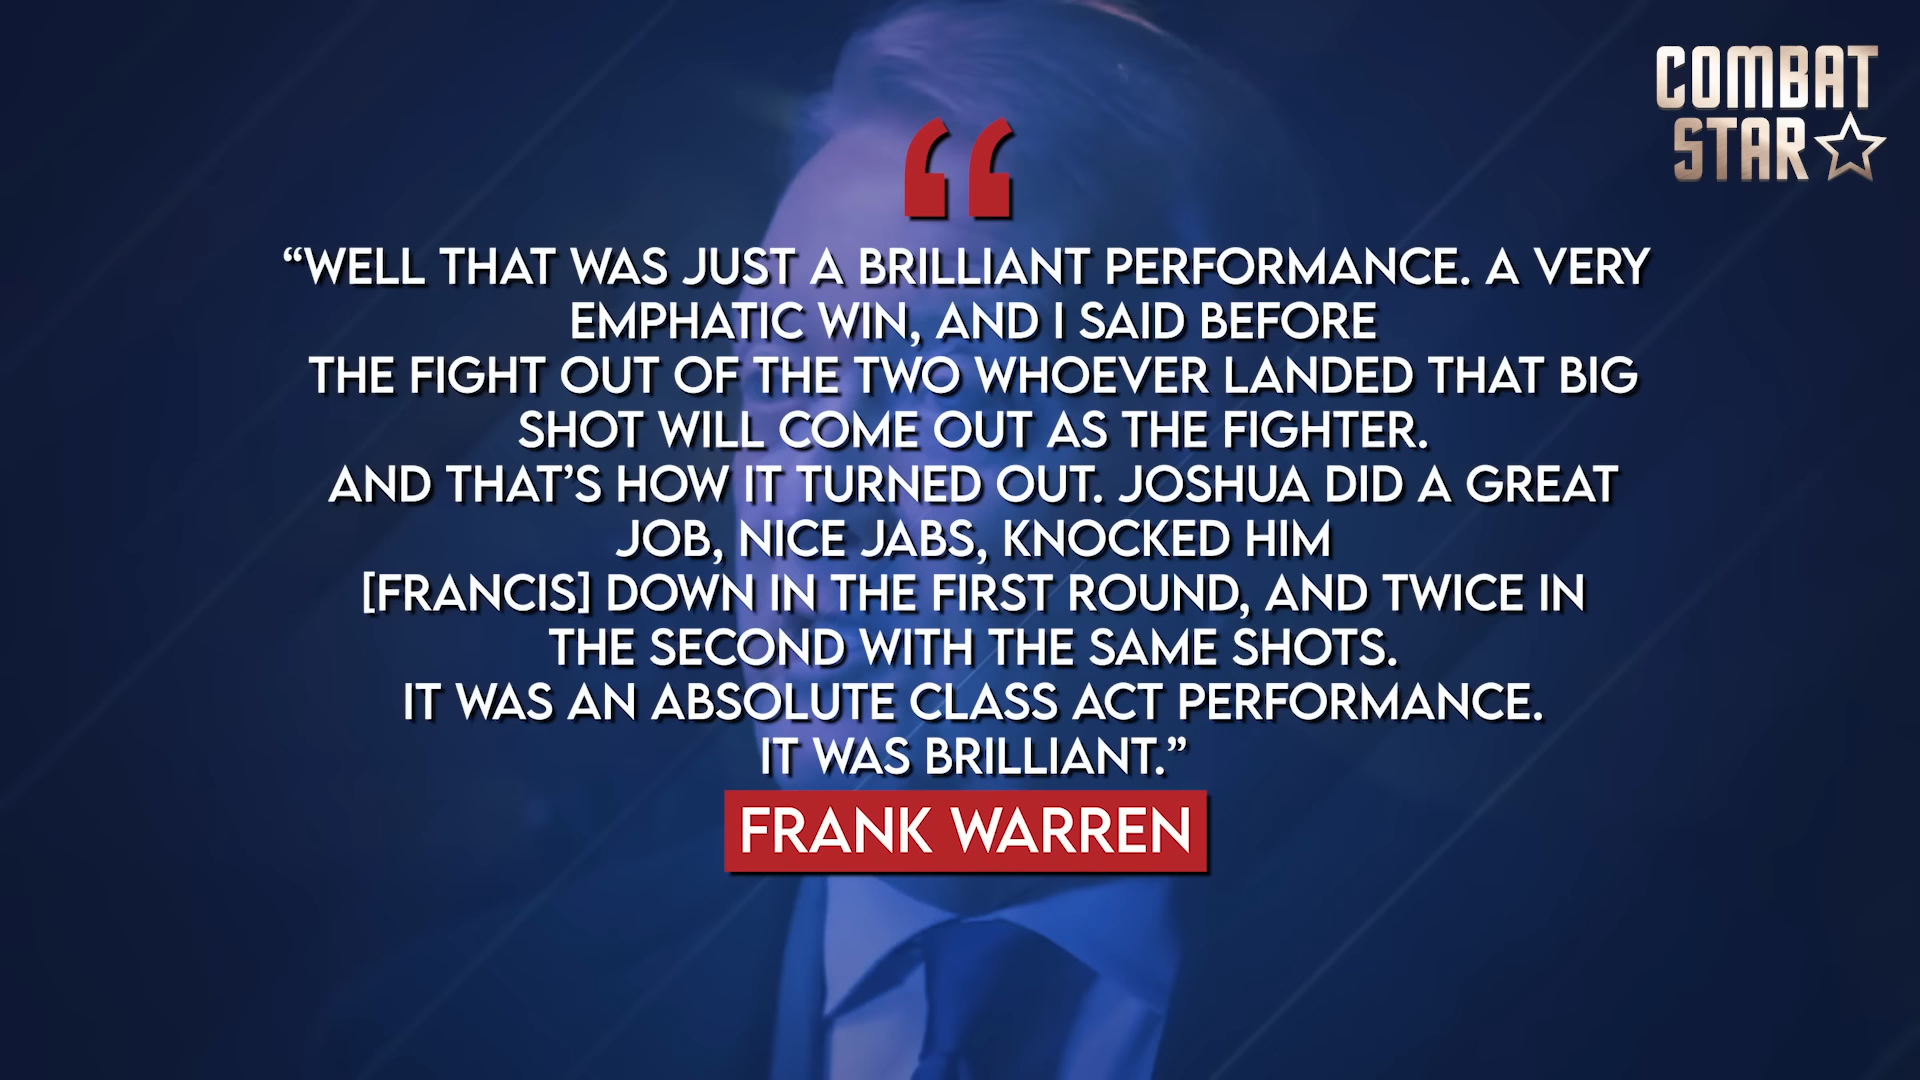 COMBAT
STAR
“WELL THAT WAS JUST A BRILLIANT PERFORMANCE. A VERY
EMPHATIC WIN, AND I SAID BEFORE
THE FIGHT OUT OF THE TWO WHOEVER LANDED THAT BIG
SHOT WILL COME OUT AS THE FIGHTER.
AND THAT’S HOW IT TURNED OUT. JOSHUA DID A GREAT
JOB, NICE JABS, KNOCKED HIM
[FRANCIS] DOWN IN THE FIRST ROUND, AND TWICE IN
THE SECOND WITH THE SAME SHOTS.
IT WAS AN ABSOLUTE CLASS ACT PERFORMANCE.
IT WAS BRILLIANT.”
FRANK WARREN